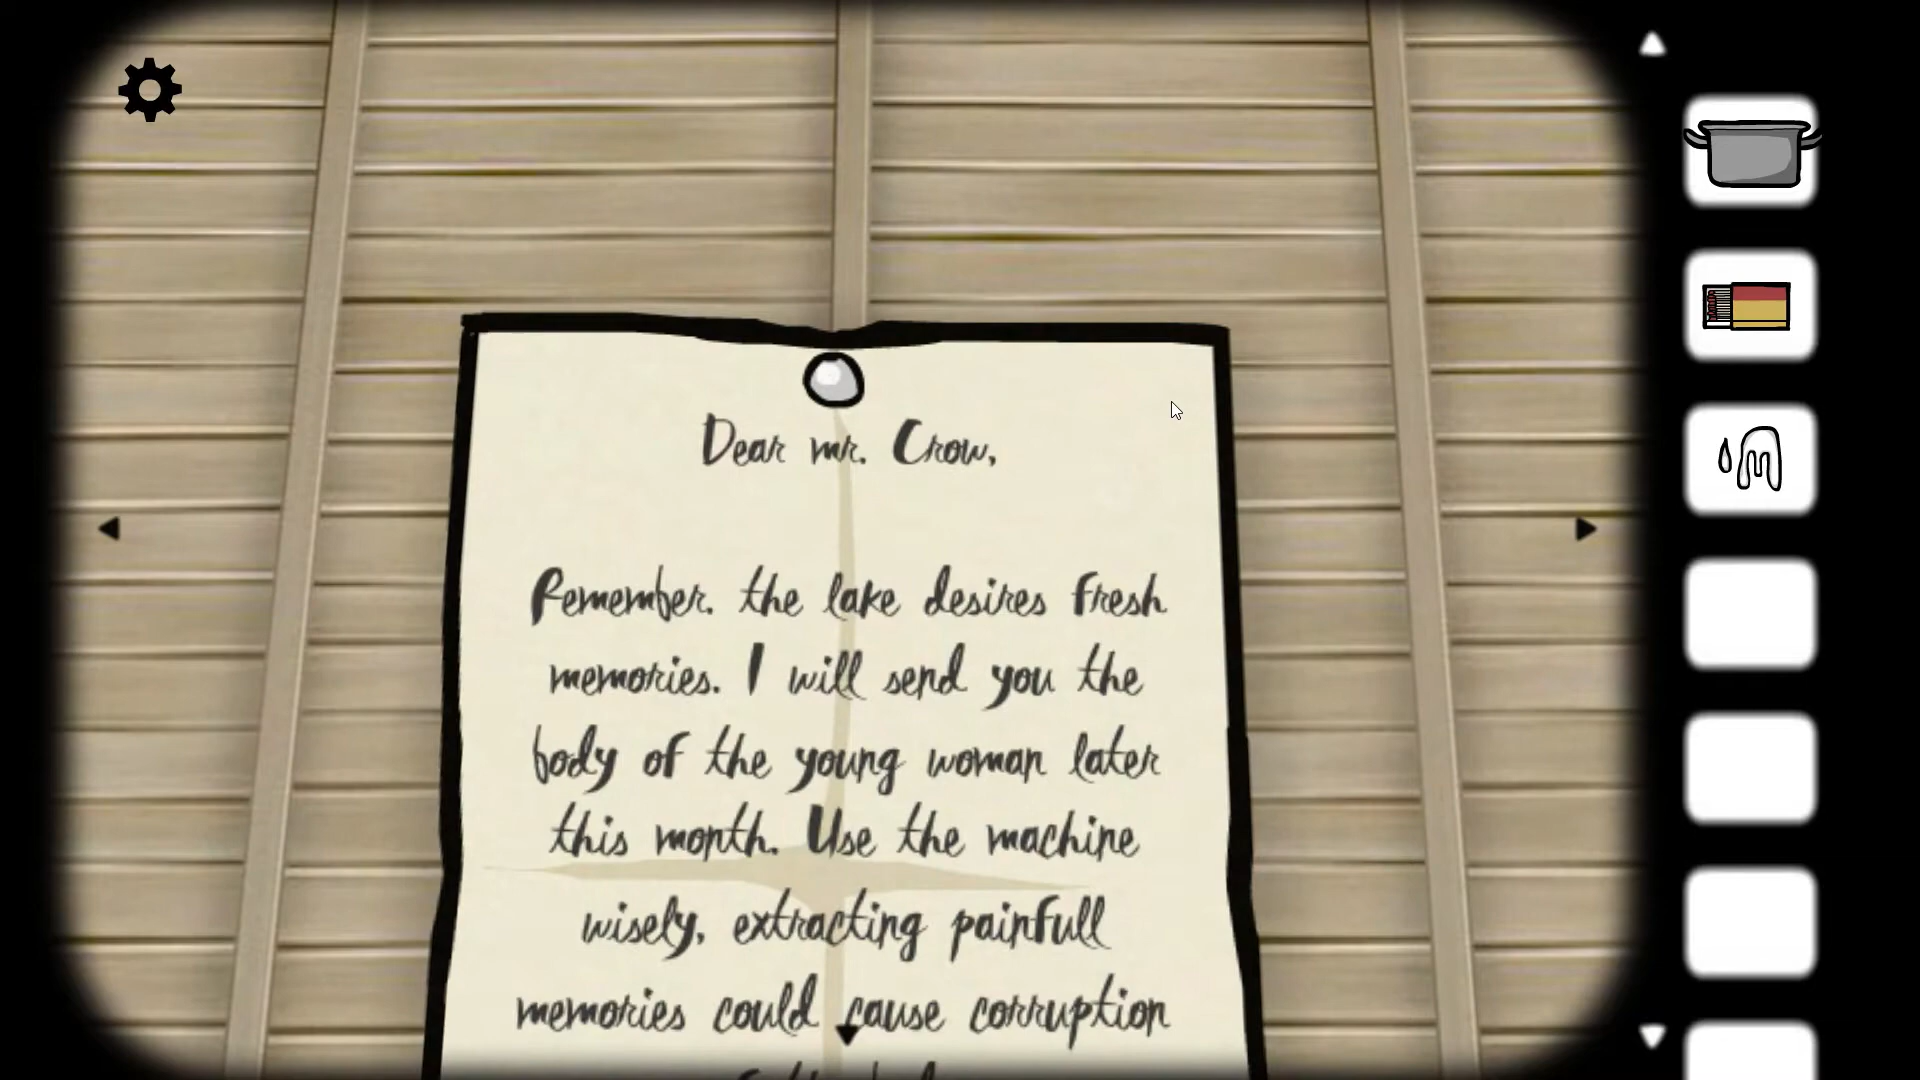 Dear mr. Crow,
Remember. the lake desires fresh
memories. I will send you the
body of the young woman later
this month. Use the machine
wisely, extracting painfull
memories could cause corruption